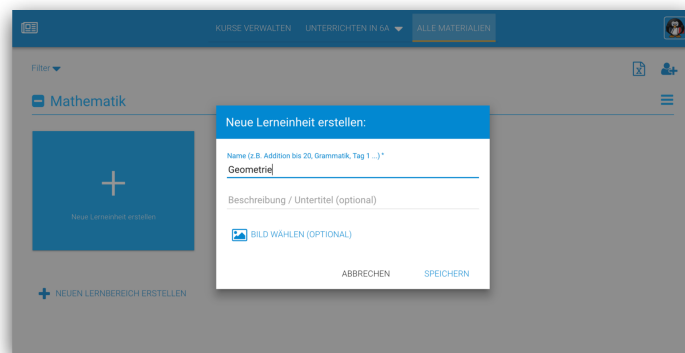 KURSE VERWALTEN UNTERRICHTEN IN 6A ALLE MATERIALIEN
Filter
Mathematik
Neue Lerneinheit erstellen:
Name (z.B. Addition bis 20, Grammatik, Tag 1 ...) *
Geometrie
Beschreibung / Untertitel (optional)
Neue Lerneinheit erstellen
BILD WÄHLEN (OPTIONAL)
ABBRECHEN SPEICHERN
NEUEN LERNBEREICH ERSTELLEN